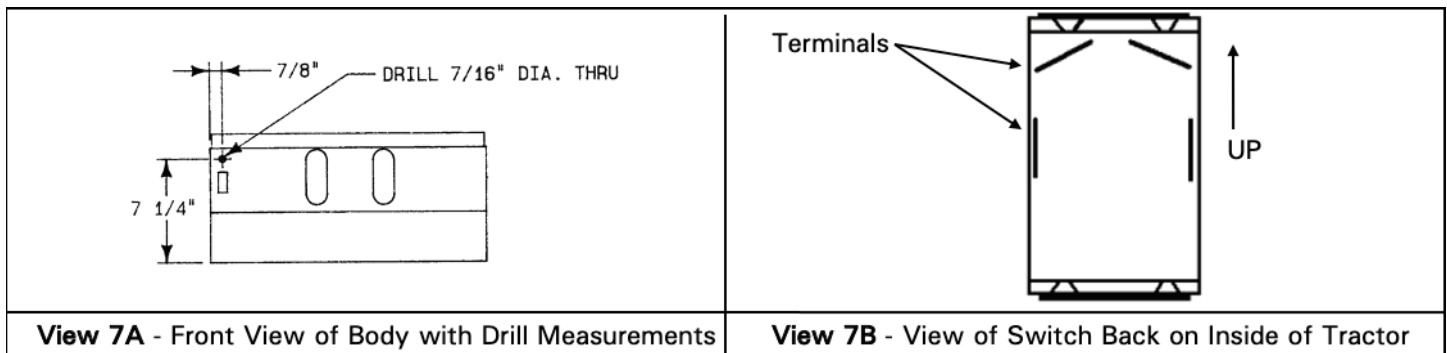 7/8"
DRILL 7/16" DIA. THRU
7 1/4"
View 7A - Front View of Body with Drill Measurements
Terminals
UP
View 7B - View of Switch Back on Inside of Tractor